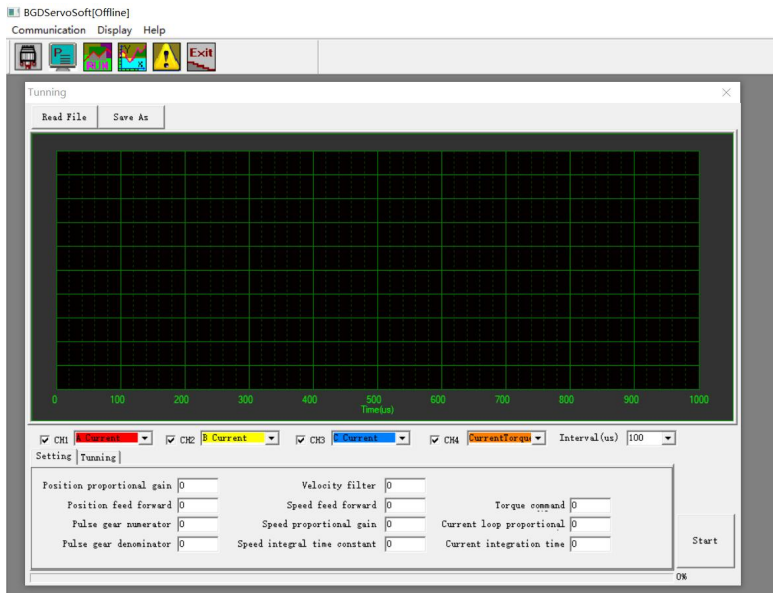 BGDServoSoft[Offline]
Communication Display Help
P= RUN Y X ! Exit
Tunning
Read File Save As
0 100 200 300 400 500 600 700 800 900 1000
Time(us)
CH1 A Current CH2 B Current CH3 C Current CH4 CurrentTorqu Interval(us) 100
Setting Tunning
Position proportional gain 0 Velocity filter 0
Position feed forward 0 Speed feed forward 0 Torque command 0
Pulse gear numerator 0 Speed proportional gain 0 Current loop proportional 0
Pulse gear denominator 0 Speed integral time constant 0 Current integration time 0
Start
0%